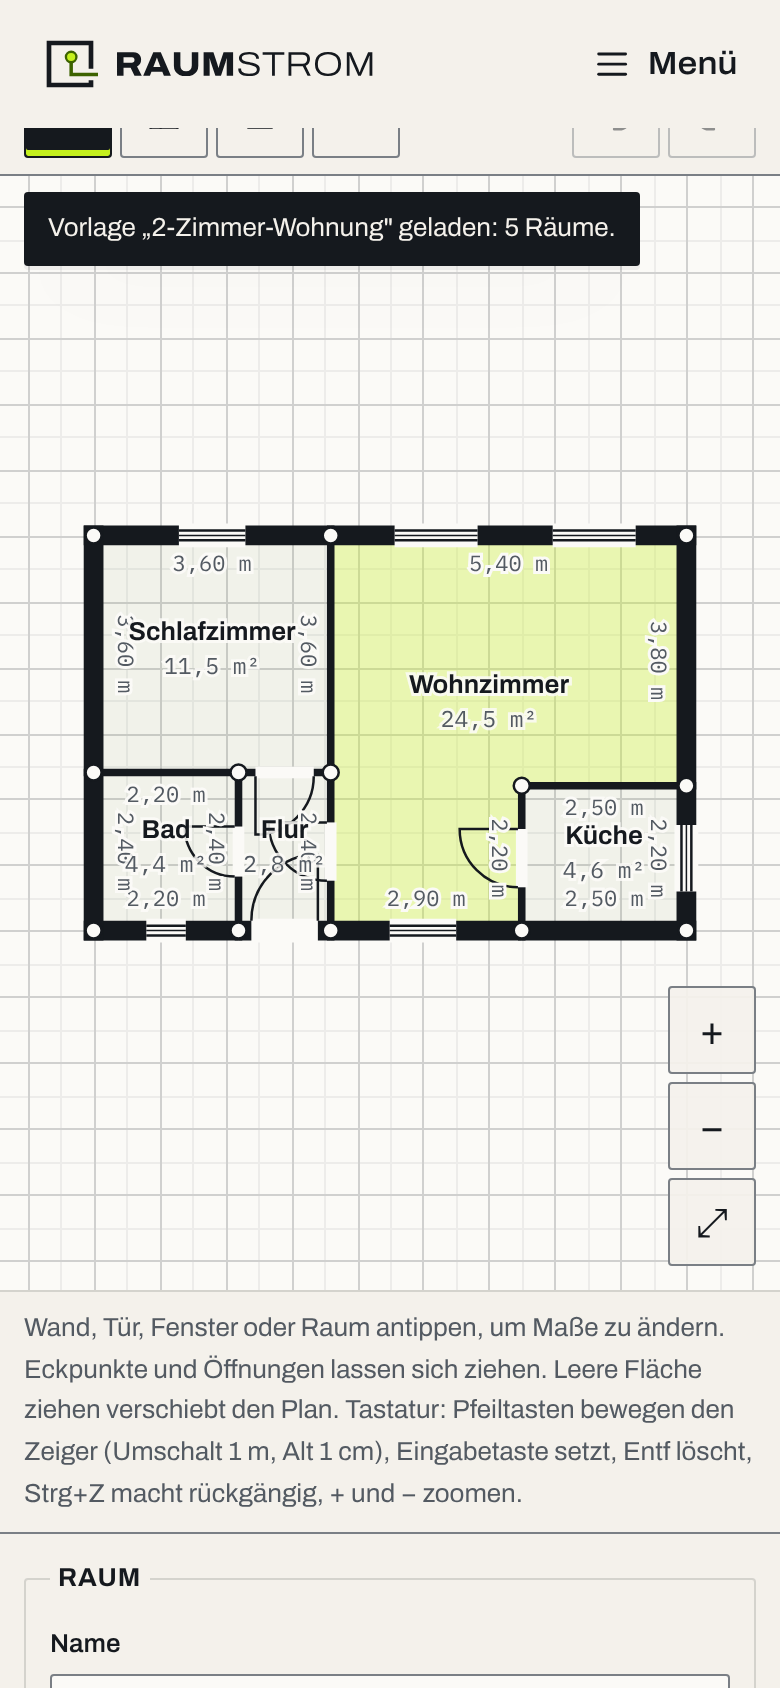 RAUMSTROM
Menü
Vorlage „2-Zimmer-Wohnung" geladen: 5 Räume.
3,60 m
5,40 m
3,60 m
Schlafzimmer
3,60 m
11,5 m²
3,80 m
Wohnzimmer
24,5 m²
2,20 m
2,40 m
Bad
2,40 m
4,4 m²
2,20 m
Flur
2,40 m
2,8 m²
2,90 m
2,20 m
2,50 m
Küche
2,20 m
4,6 m²
2,50 m
+
−
Wand, Tür, Fenster oder Raum antippen, um Maße zu ändern.
Eckpunkte und Öffnungen lassen sich ziehen. Leere Fläche
ziehen verschiebt den Plan. Tastatur: Pfeiltasten bewegen den
Zeiger (Umschalt 1 m, Alt 1 cm), Eingabetaste setzt, Entf löscht,
Strg+Z macht rückgängig, + und − zoomen.
RAUM
Name